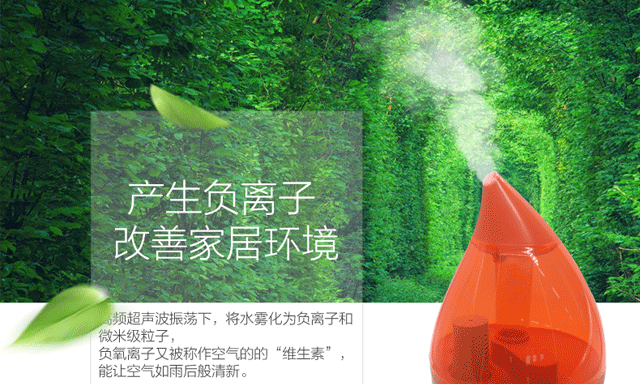 产生负离子
改善家居环境
高频超声波振荡下，将水雾化为负离子和
微米级粒子，
负氧离子又被称作空气的的“维生素”，
能让空气如雨后般清新。